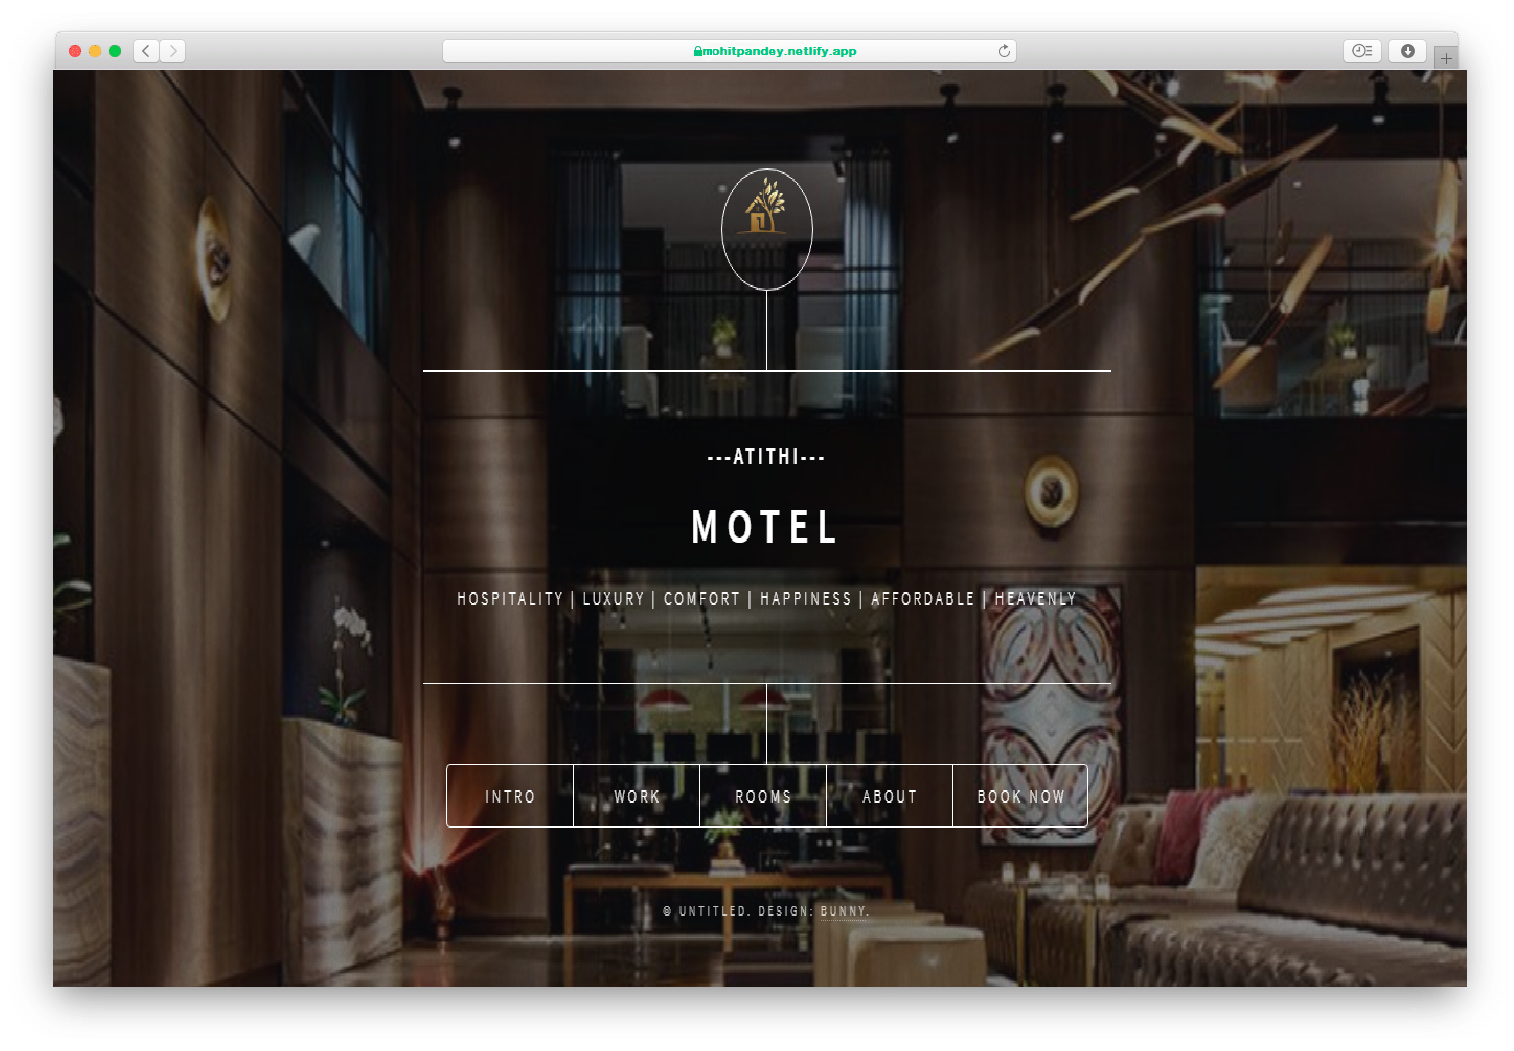 mohitpandey.netlify.app
---ATITHI---
MOTEL
HOSPITALITY | LUXURY | COMFORT | HAPPINESS | AFFORDABLE | HEAVENLY
INTRO WORK ROOMS ABOUT BOOK NOW
© UNTITLED. DESIGN: BUNNY.